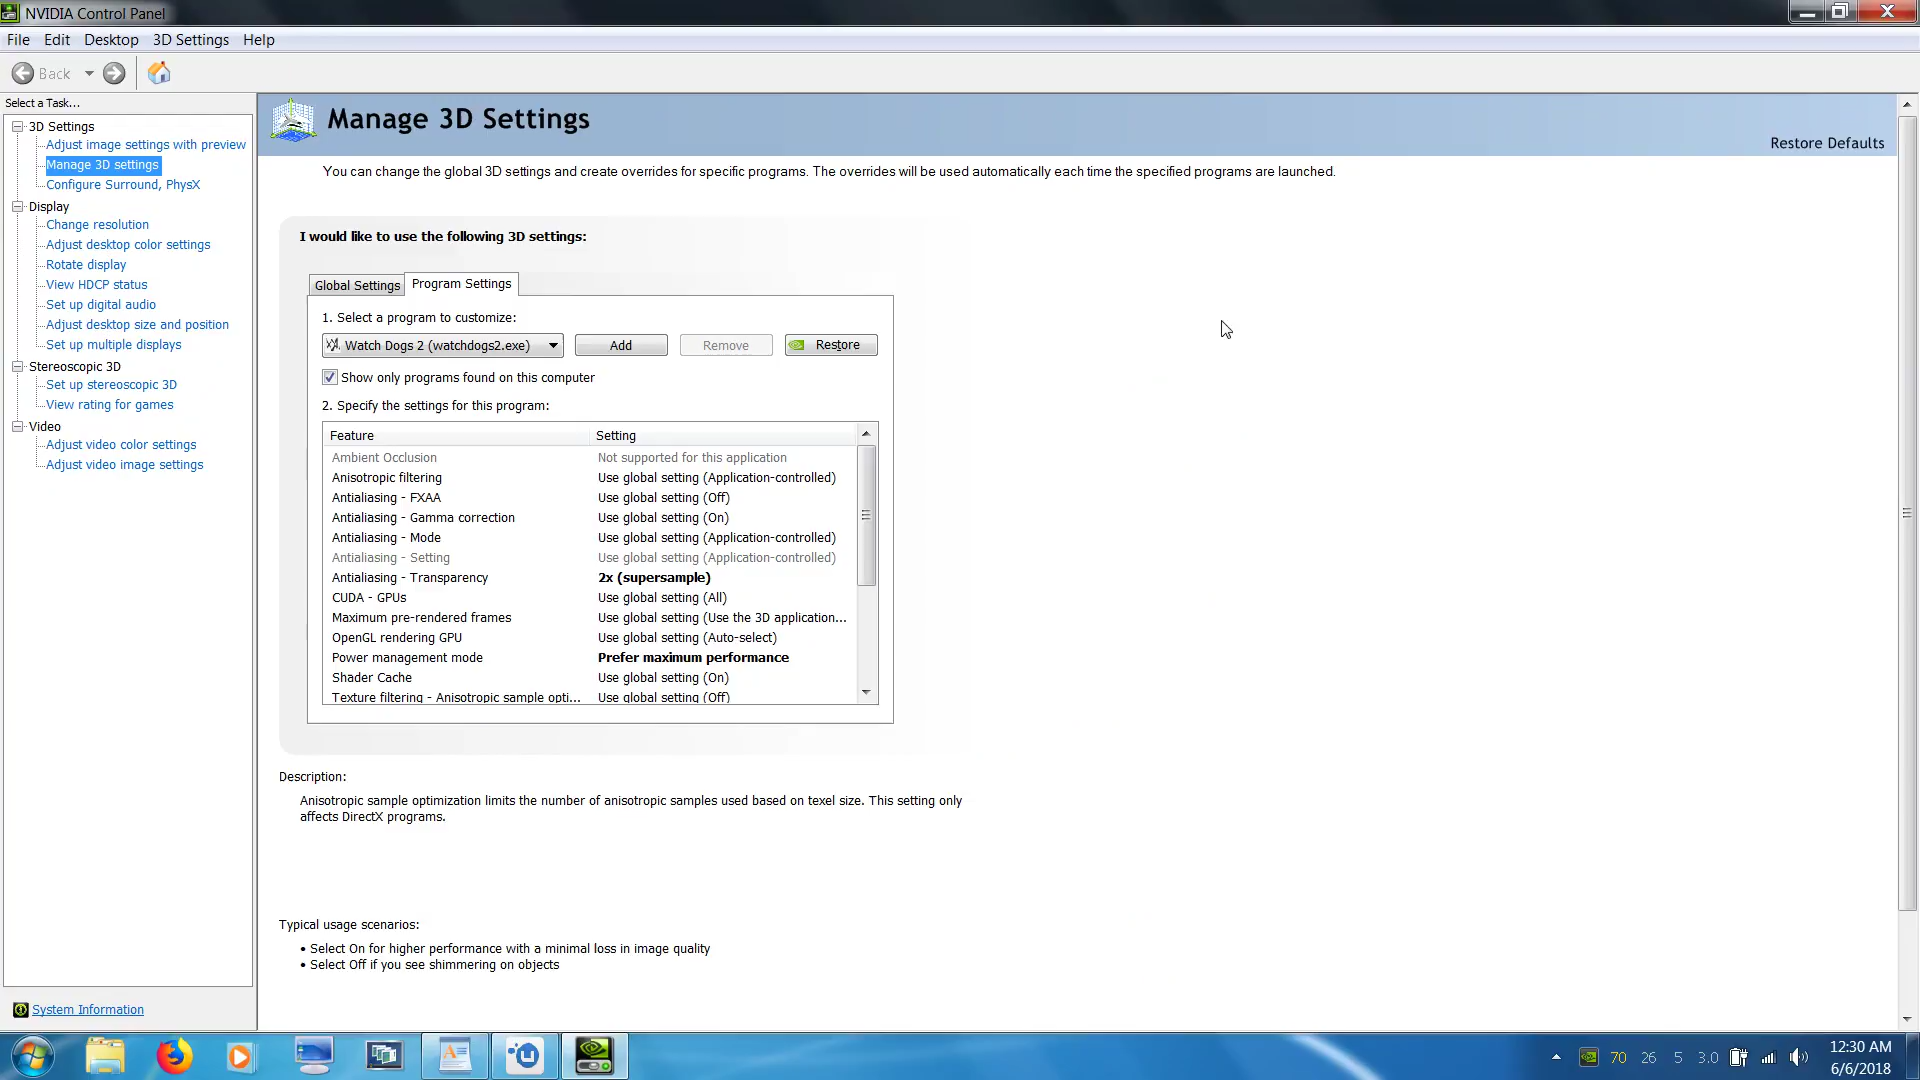 NVIDIA Control Panel
File Edit Desktop 3D Settings Help
Back
Select a Task...
3D Settings
Adjust image settings with preview
Manage 3D settings
Configure Surround, PhysX
Display
Change resolution
Adjust desktop color settings
Rotate display
View HDCP status
Set up digital audio
Adjust desktop size and position
Set up multiple displays
Stereoscopic 3D
Set up stereoscopic 3D
View rating for games
Video
Adjust video color settings
Adjust video image settings
System Information
Manage 3D Settings
Restore Defaults
You can change the global 3D settings and create overrides for specific programs. The overrides will be used automatically each time the specified programs are launched.
I would like to use the following 3D settings:
Global Settings Program Settings
1. Select a program to customize:
Watch Dogs 2 (watchdogs2.exe) Add Remove Restore
Show only programs found on this computer
2. Specify the settings for this program:
Feature Setting
Ambient Occlusion Not supported for this application
Anisotropic filtering Use global setting (Application-controlled)
Antialiasing - FXAA Use global setting (Off)
Antialiasing - Gamma correction Use global setting (On)
Antialiasing - Mode Use global setting (Application-controlled)
Antialiasing - Setting Use global setting (Application-controlled)
Antialiasing - Transparency 2x (supersample)
CUDA - GPUs Use global setting (All)
Maximum pre-rendered frames Use global setting (Use the 3D application...
OpenGL rendering GPU Use global setting (Auto-select)
Power management mode Prefer maximum performance
Shader Cache Use global setting (On)
Texture filtering - Anisotropic sample opti... Use global setting (Off)
Description:
Anisotropic sample optimization limits the number of anisotropic samples used based on texel size. This setting only
affects DirectX programs.
Typical usage scenarios:
• Select On for higher performance with a minimal loss in image quality
• Select Off if you see shimmering on objects
70 26 5 3.0
12:30 AM
6/6/2018